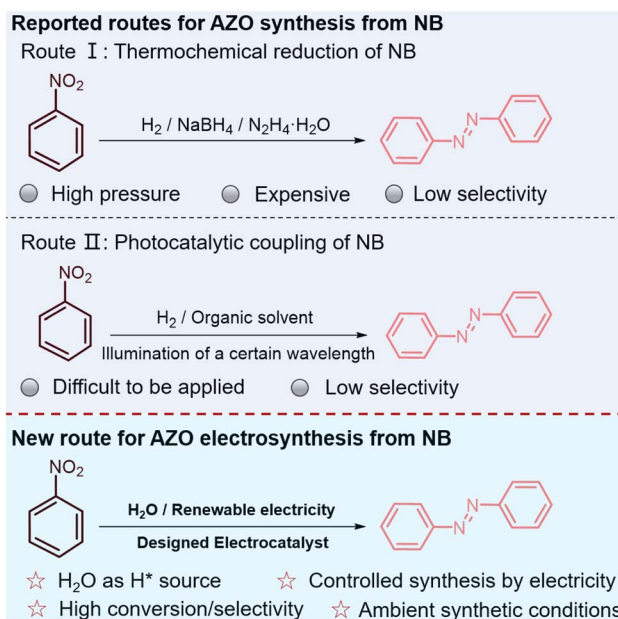 Reported routes for AZO synthesis from NB
Route Ⅰ: Thermochemical reduction of NB
NO₂
H₂ / NaBH₄ / N₂H₄·H₂O
N
N
High pressure Expensive Low selectivity
Route Ⅱ: Photocatalytic coupling of NB
NO₂
H₂ / Organic solvent
Illumination of a certain wavelength
N
N
Difficult to be applied Low selectivity
New route for AZO electrosynthesis from NB
NO₂
H₂O / Renewable electricity
Designed Electrocatalyst
N
N
H₂O as H* source Controlled synthesis by electricity
High conversion/selectivity Ambient synthetic conditions